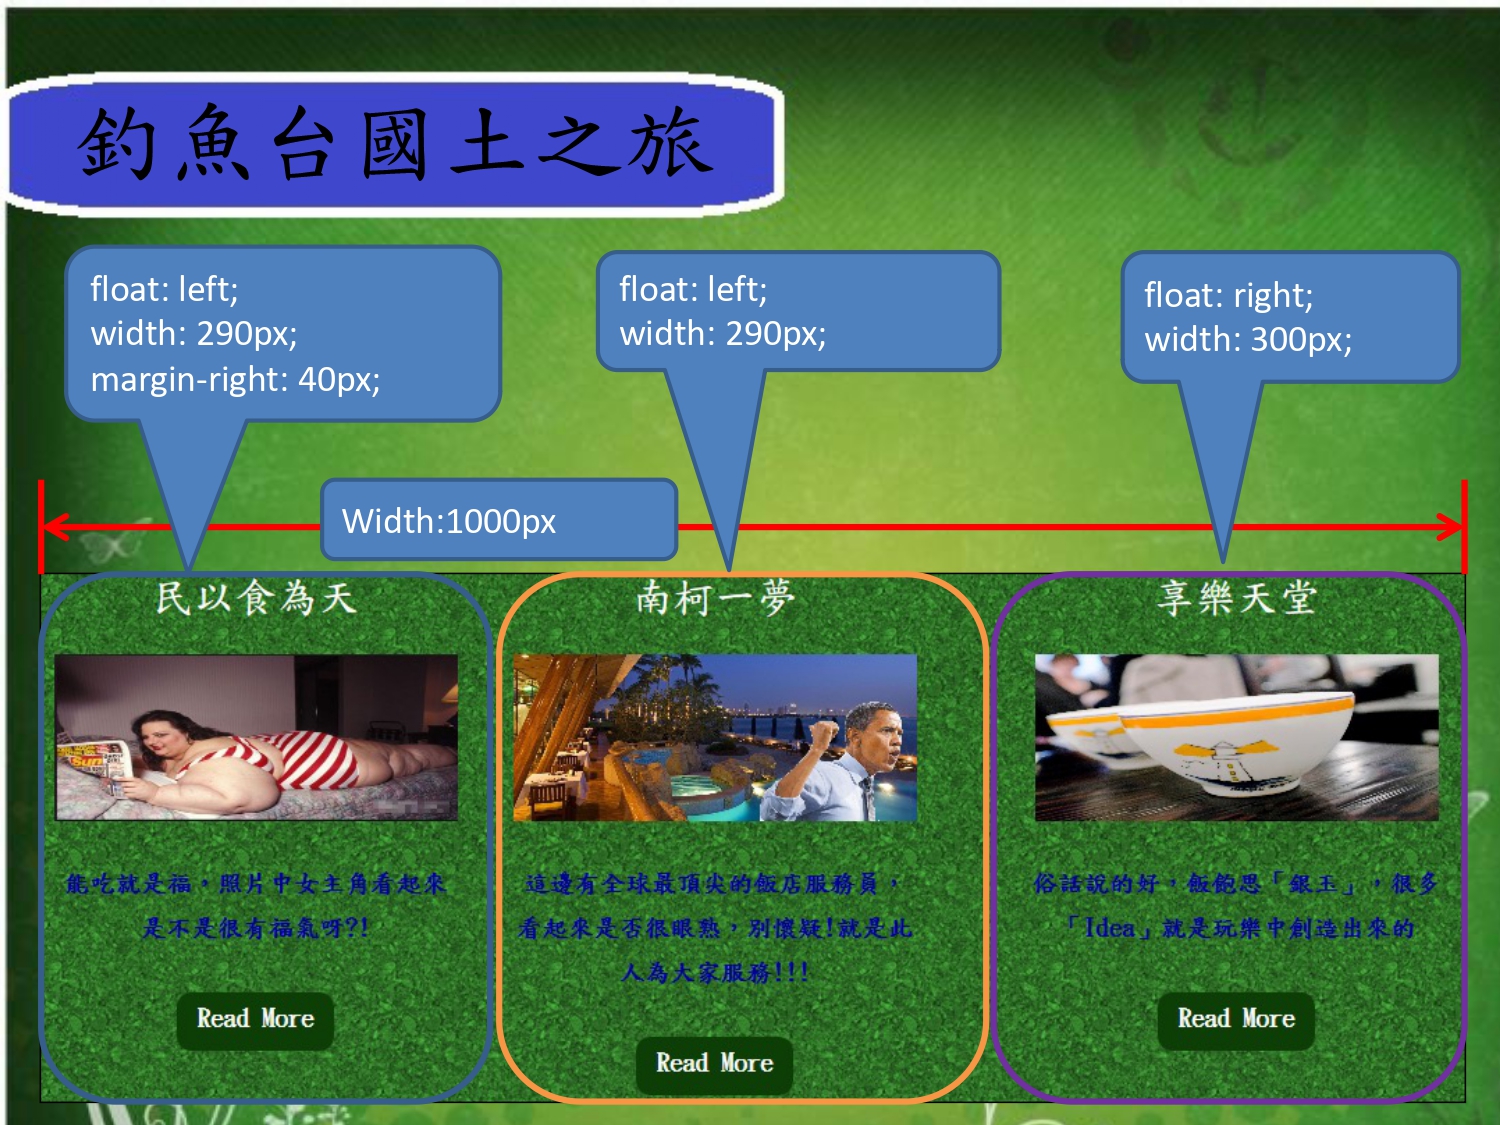 釣魚台國土之旅
float: left;
width: 290px;
margin-right: 40px;
float: left;
width: 290px;
float: right;
width: 300px;
Width:1000px
民以食為天
南柯一夢
享樂天堂
Sun
能吃就是福，照片中女主角看起來
是不是很有福氣呀?!
Read More
這邊有全球最頂尖的飯店服務員，
看起來是否很眼熟，別懷疑!就是此
人為大家服務!!!
Read More
俗話說的好，飯飽思「銀玉」，很多
「Idea」就是玩樂中創造出來的
Read More